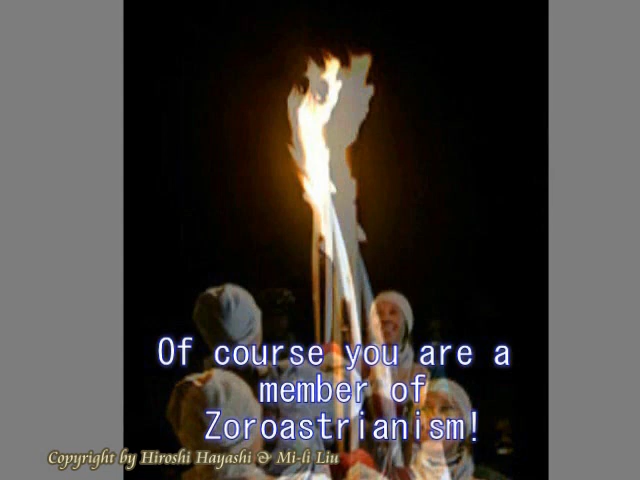 Of course you are a
member of
Zoroastrianism!
Copyright by Hiroshi Hayashi & Mi-li Liu